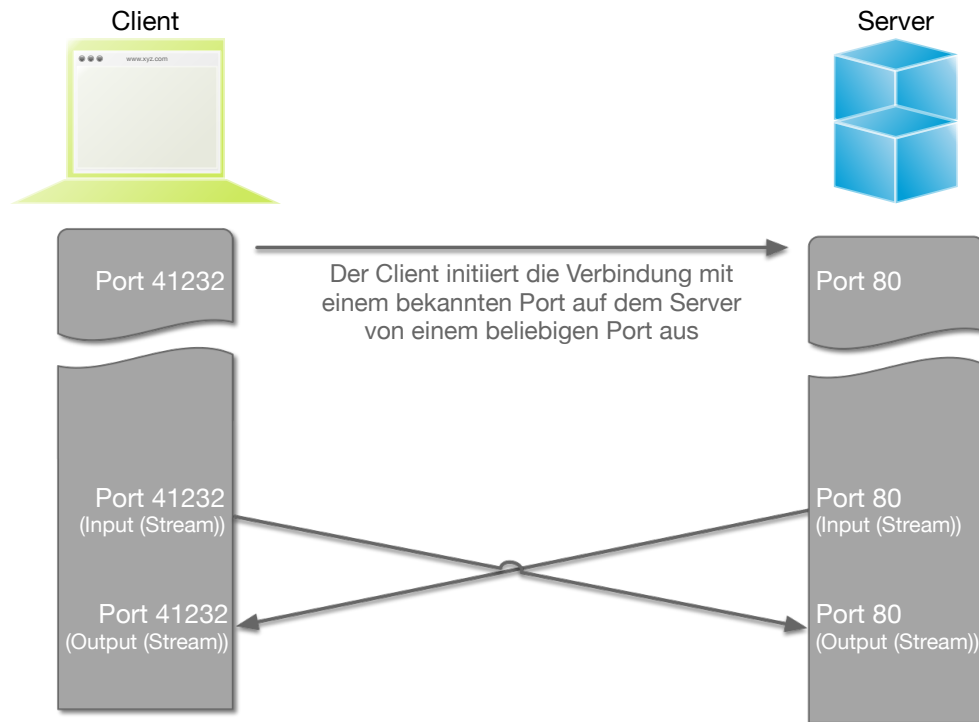 Client
Server
www.xyz.com
Port 41232
Der Client initiiert die Verbindung mit
einem bekannten Port auf dem Server
von einem beliebigen Port aus
Port 80
Port 41232
(Input (Stream))
Port 80
(Input (Stream))
Port 41232
(Output (Stream))
Port 80
(Output (Stream))